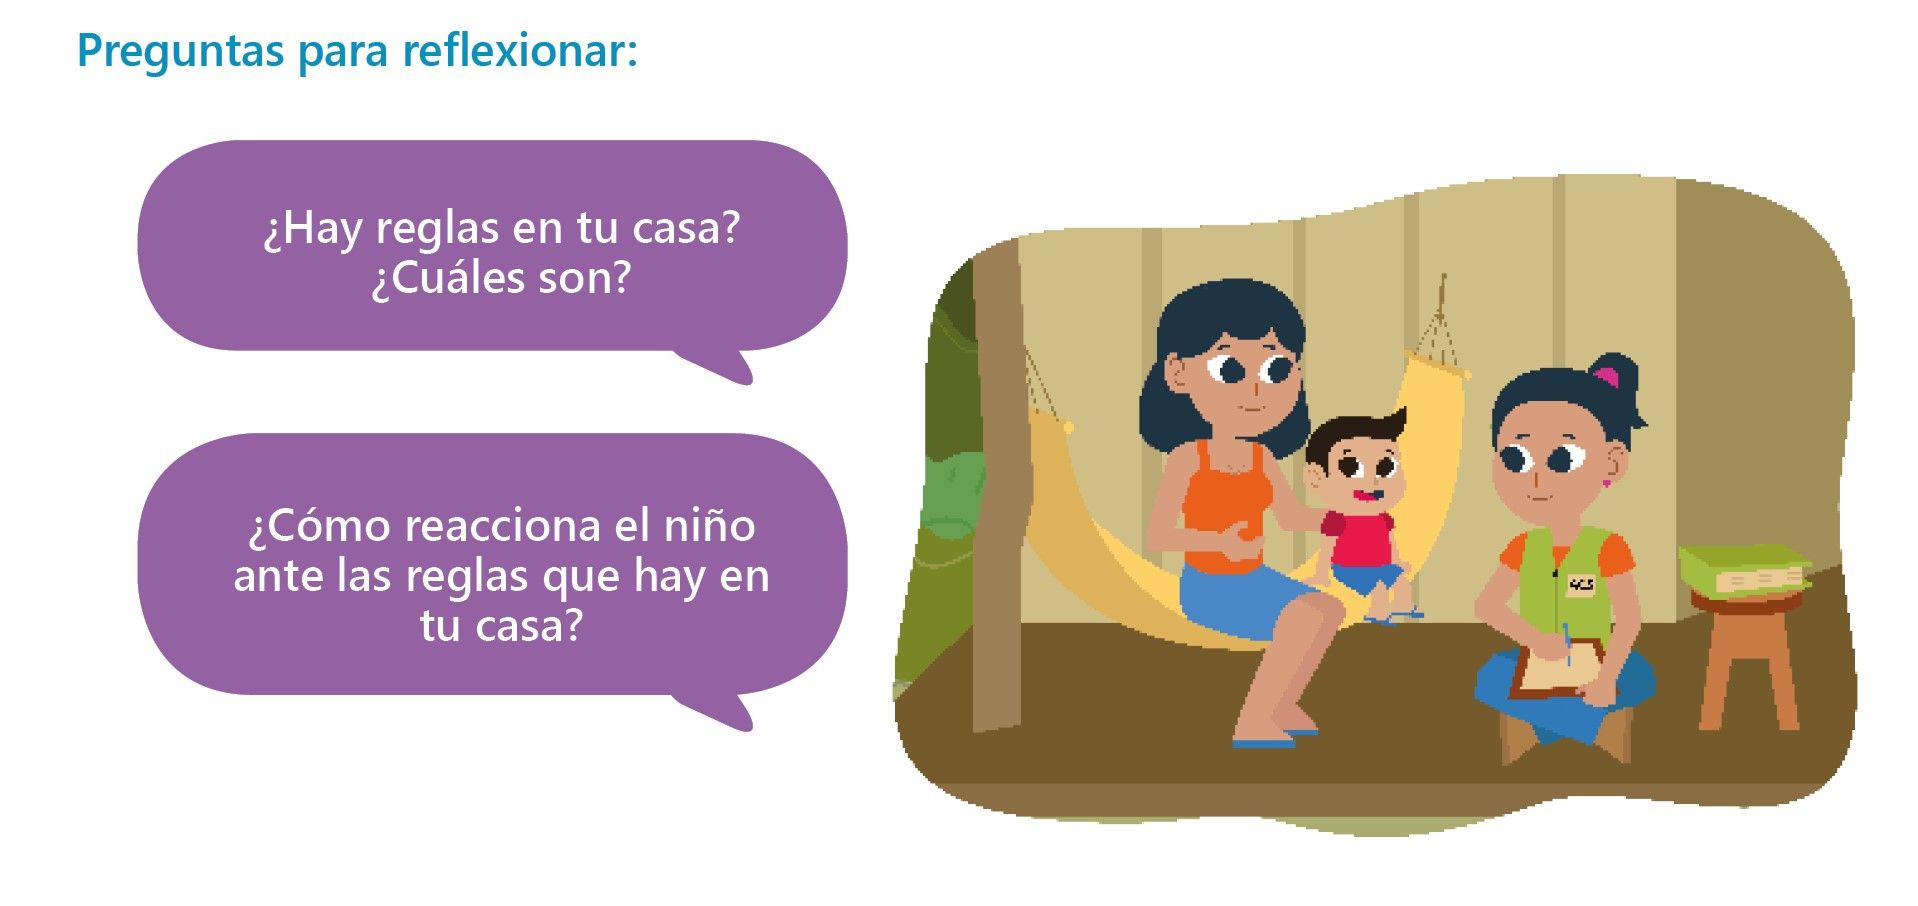 Preguntas para reflexionar:
¿Hay reglas en tu casa?
¿Cuáles son?
¿Cómo reacciona el niño
ante las reglas que hay en
tu casa?